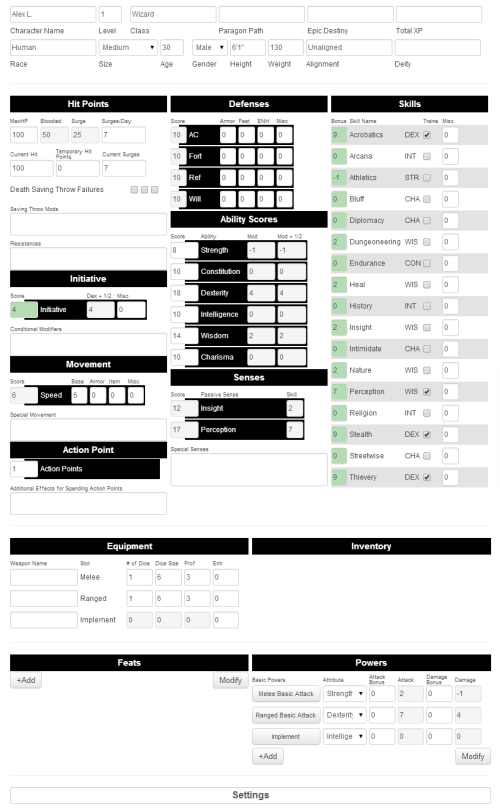 Alex L. 1 Wizard
Character Name Level Class Paragon Path Epic Destiny Total XP
Human Medium 30 Male 6'1" 130 Unaligned
Race Size Age Gender Height Weight Alignment Deity
Hit Points
MaxHP Bloodied Surge Surges/Day
100 50 25 7
Current Hit Temporary Hit Points Current Surges
100 0 7
Death Saving Throw Failures
Saving Throw Mods
Resistances
Initiative
Score Dex + 1/2 Misc
4 Initiative 4 0
Conditional Modifiers
Movement
Score Base Armor Item Misc
6 Speed 6 0 0 0
Special Movement
Action Point
1 Action Points
Additional Effects for Spending Action Points
Defenses
Score Armor Feat ENH Misc
10 AC 0 0 0 0
10 Fort 0 0 0 0
10 Ref 0 0 0 0
10 Will 0 0 0 0
Ability Scores
Score Ability Mod Mod + 1/2
8 Strength -1 -1
10 Constitution 0 0
18 Dexterity 4 4
10 Intelligence 0 0
14 Wisdom 2 2
10 Charisma 0 0
Senses
Score Passive Sense Skill
12 Insight 2
17 Perception 7
Special Senses
Skills
Bonus Skill Name Traine Misc
9 Acrobatics DEX 0
0 Arcana INT 0
-1 Athletics STR 0
0 Bluff CHA 0
0 Diplomacy CHA 0
2 Dungeoneering WIS 0
0 Endurance CON 0
2 Heal WIS 0
0 History INT 0
2 Insight WIS 0
0 Intimidate CHA 0
2 Nature WIS 0
7 Perception WIS 0
0 Religion INT 0
9 Stealth DEX 0
0 Streetwise CHA 0
9 Thievery DEX 0
Equipment
Weapon Name Slot # of Dice Dice Size Prof Enh
Melee 1 6 3 0
Ranged 1 6 3 0
Implement 0 0 0 0
Inventory
Feats
+Add Modify
Powers
Basic Powers Attribute Attack Bonus Attack Damage Bonus Damage
Melee Basic Attack Strengtl 0 2 0 -1
Ranged Basic Attack Dexterit 0 7 0 4
Implement Intellige 0 0 0 0
+Add Modify
Settings